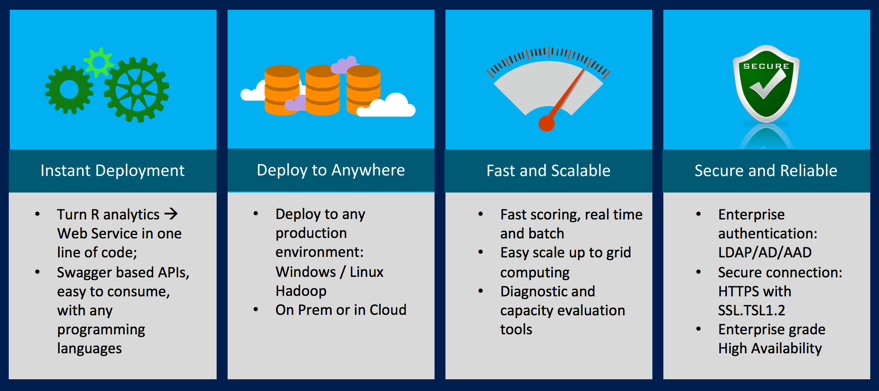 SECURE
Instant Deployment
Deploy to Anywhere
Fast and Scalable
Secure and Reliable
• Turn R analytics →
Web Service in one
line of code;
• Swagger based APIs,
easy to consume,
with any
programming
languages
• Deploy to any
production
environment:
Windows / Linux
Hadoop
• On Prem or in Cloud
• Fast scoring, real time
and batch
• Easy scale up to grid
computing
• Diagnostic and
capacity evaluation
tools
• Enterprise
authentication:
LDAP/AD/AAD
• Secure connection:
HTTPS with
SSL.TSL1.2
• Enterprise grade
High Availability